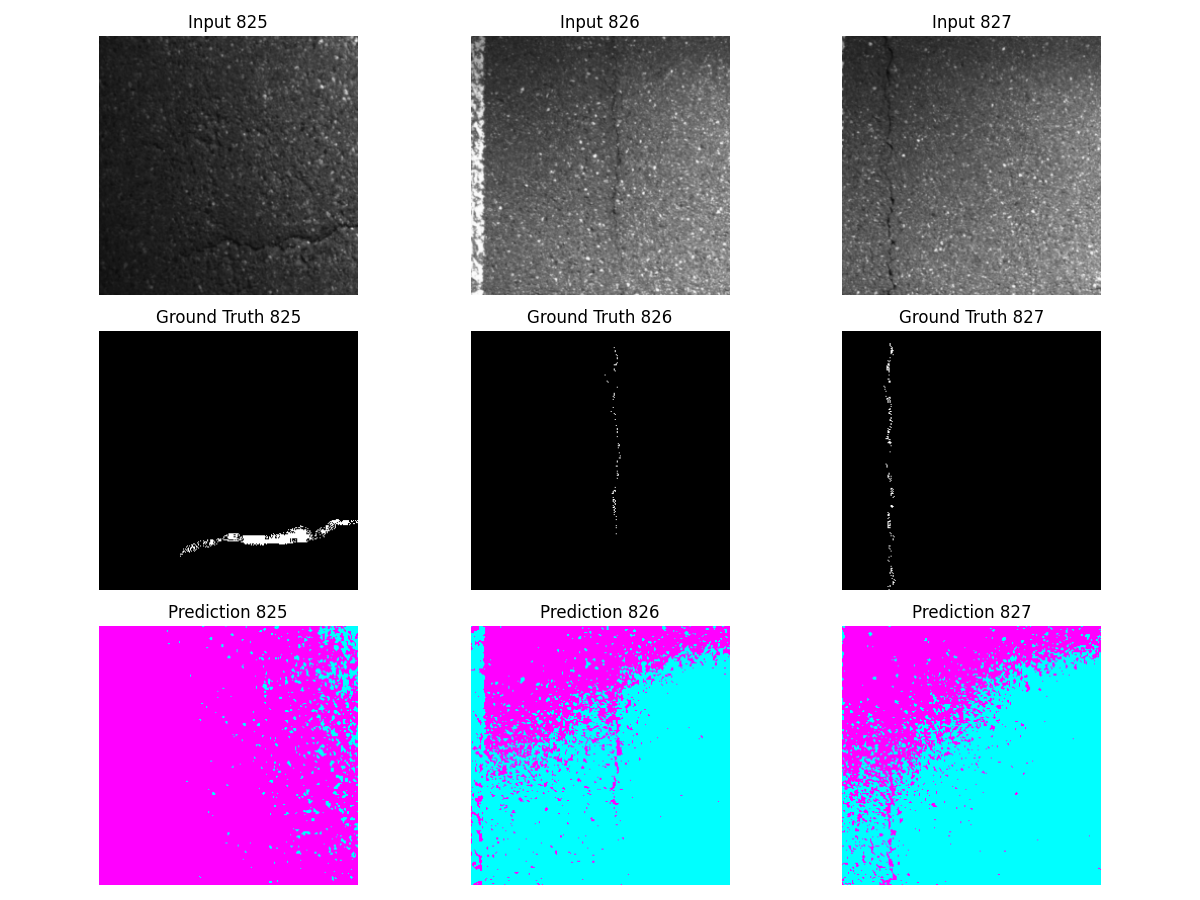 Input 825
Input 826
Input 827
Ground Truth 825
Ground Truth 826
Ground Truth 827
Prediction 825
Prediction 826
Prediction 827